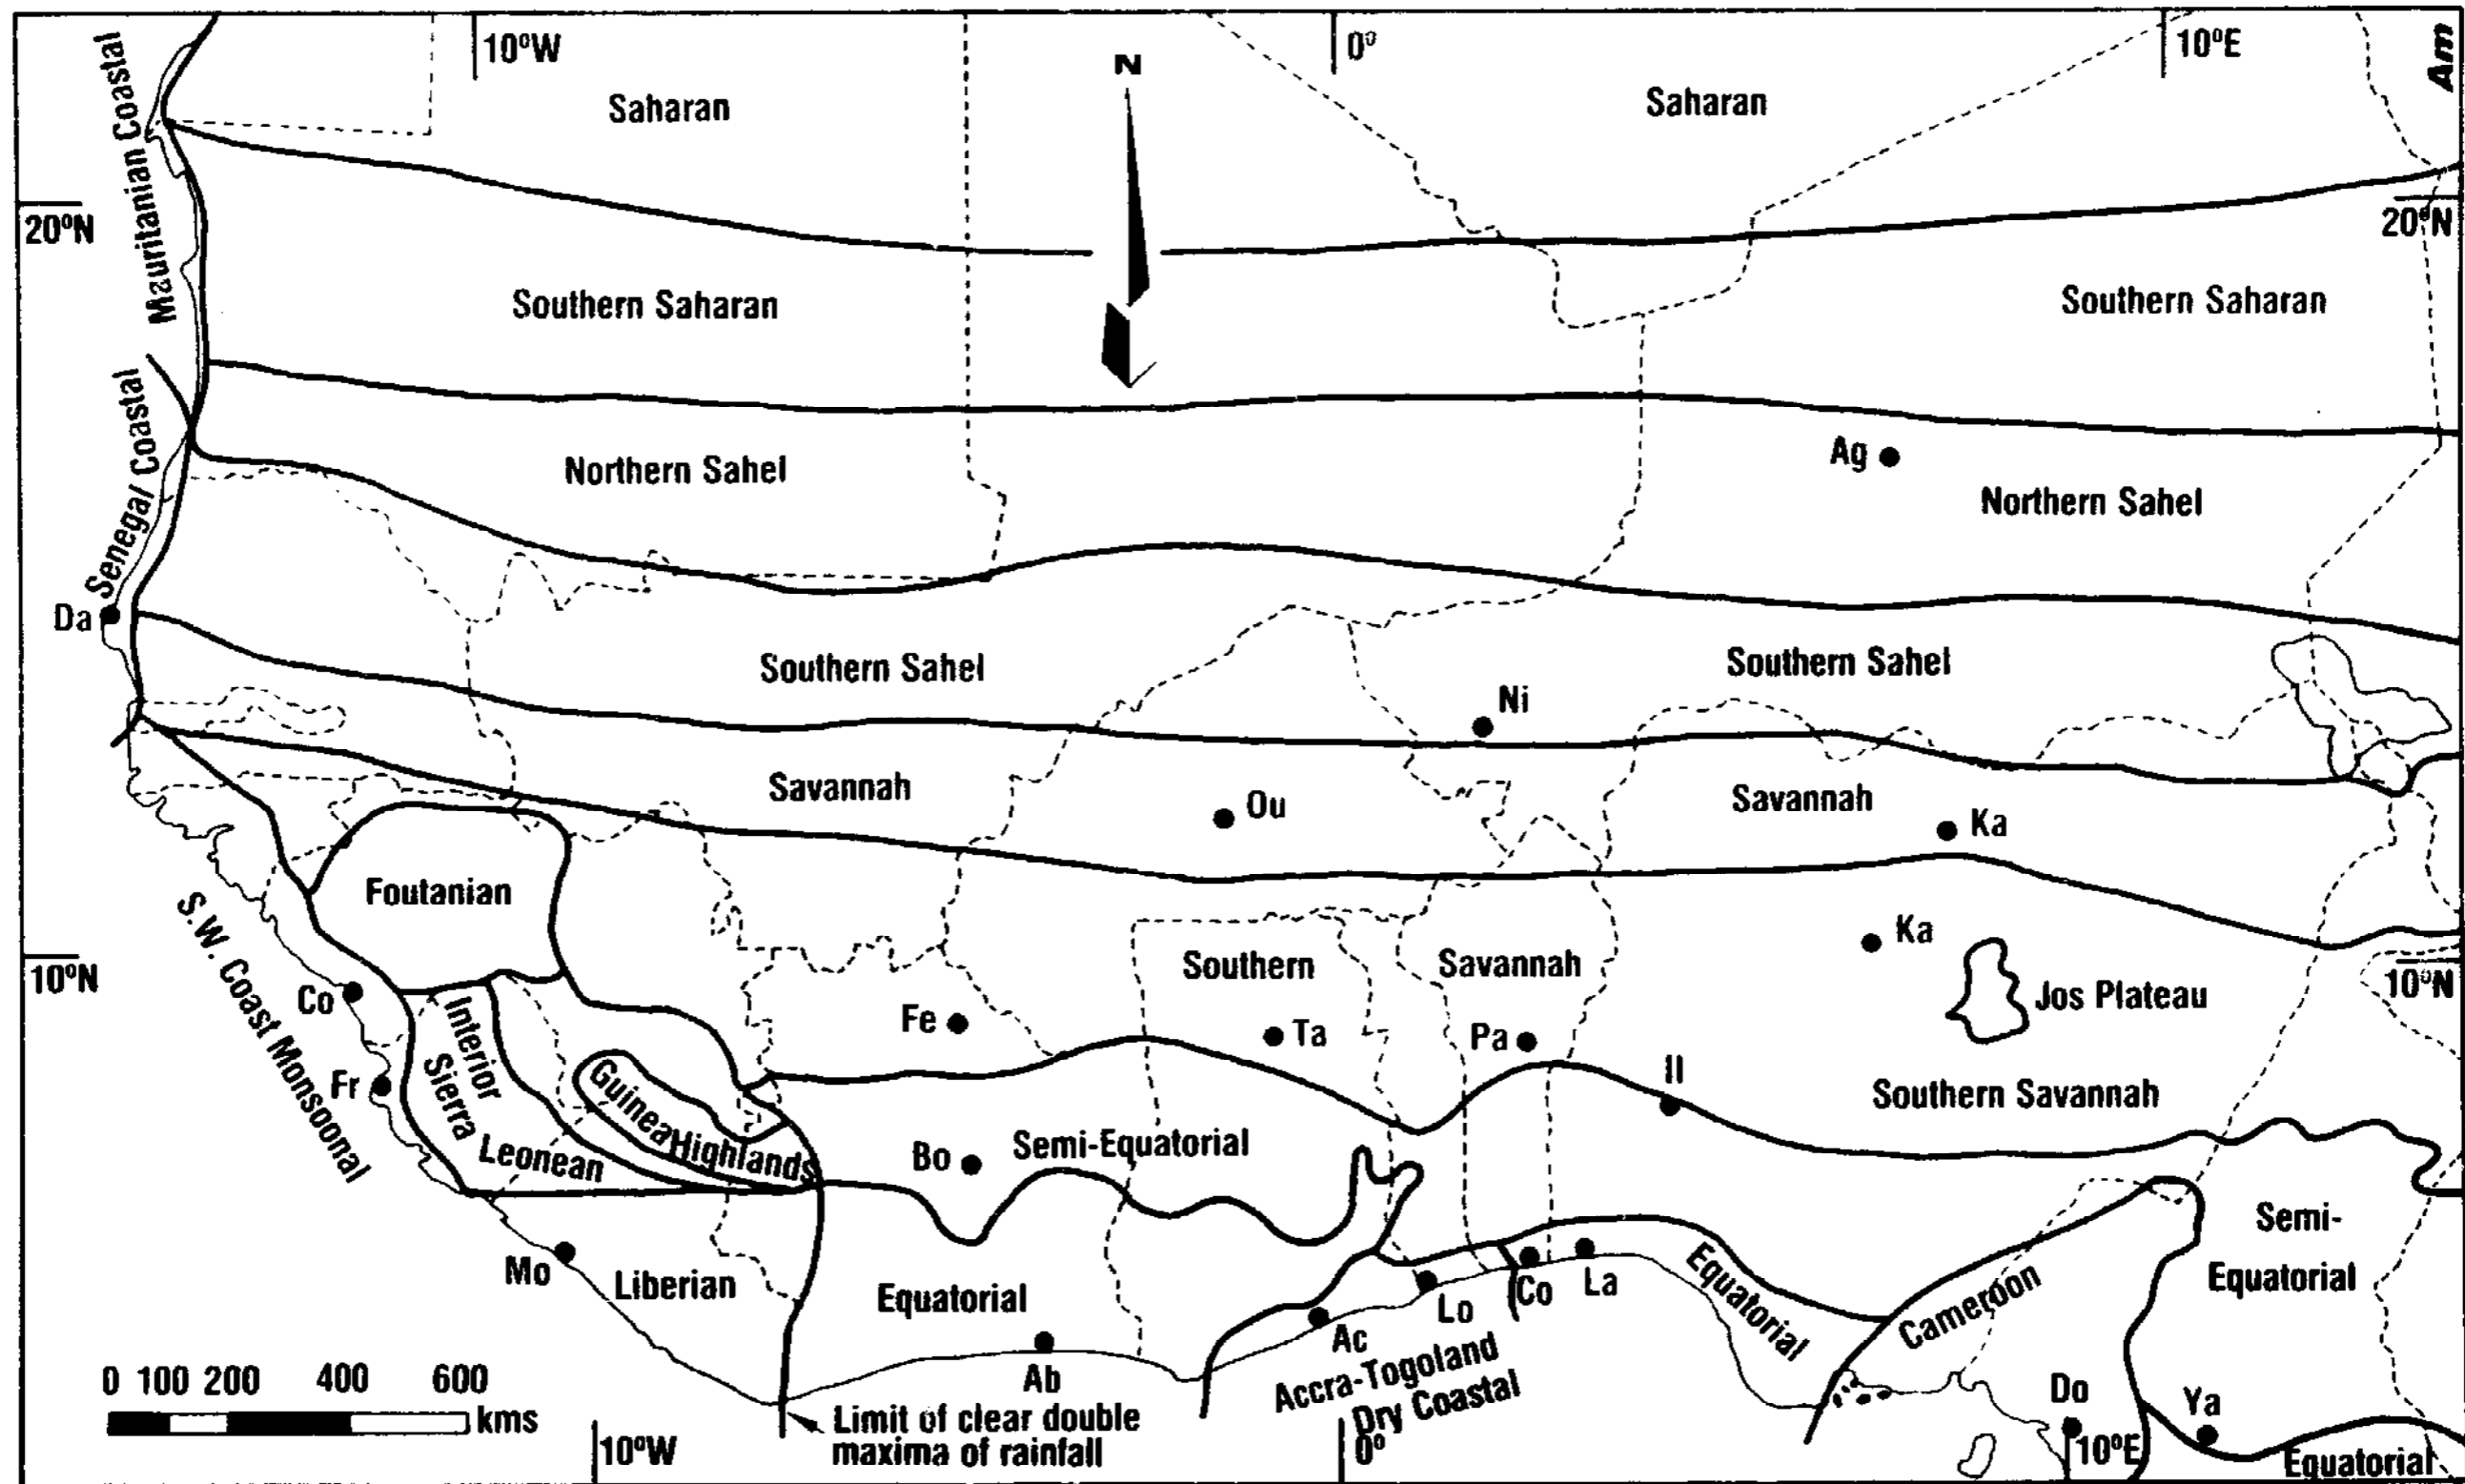 10°W
0°
10°E
Am
N
Mauritanian Coastal
Saharan
Saharan
20°N
20°N
Southern Saharan
Southern Saharan
Senegal Coastal
Northern Sahel
Ag
Northern Sahel
Da
Southern Sahel
Southern Sahel
Ni
Savannah
Ou
Savannah
Ka
Foutanian
S.W. Coast Monsoonal
Ka
10°N
Southern
Savannah
10°N
Jos Plateau
Co
Interior
Sierra
Leonean
Fe
Ta
Pa
Il
Fr
Guinea Highlands
Southern Savannah
Bo
Semi-Equatorial
Semi-
Equatorial
Mo
Liberian
Equatorial
Equatorial
Cameroon
Lo
Co
La
Ac
Accra-Togoland
Dry Coastal
Ab
Do
Ya
0 100 200 400 600
kms
Limit of clear double
maxima of rainfall
10°W
0°
10°E
Equatorial